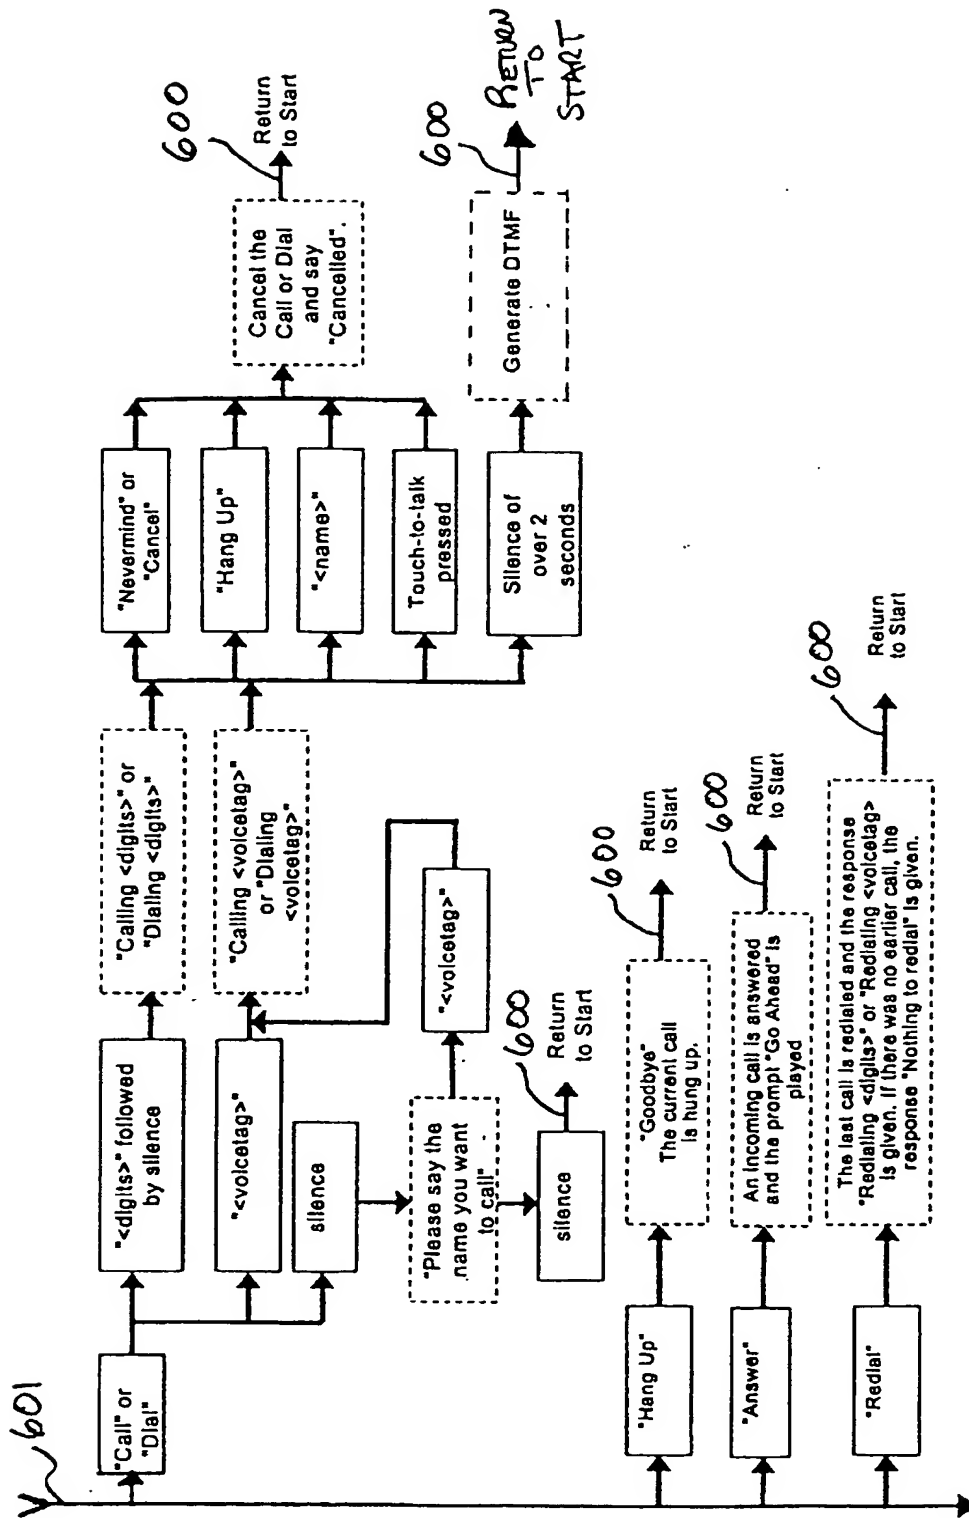 601
"Call" or
"Dial"
"<digits>" followed
by silence
"Calling <digits>" or
"Dialing <digits>"
"<voicetag>"
"Calling <voicetag>"
or "Dialing
<voicetag>"
silence
"Please say the
name you want
to call"
"<voicetag>"
silence
600
Return
to Start
"Nevermind" or
"Cancel"
"Hang Up"
"<name>"
Touch-to-talk
pressed
Silence of
over 2
seconds
Cancel the
Call or Dial
and say
"Cancelled".
600
Return
to Start
Generate DTMF
600
RETURN
TO
START
"Hang Up"
"Goodbye"
The current call
is hung up.
600
Return
to Start
"Answer"
An incoming call is answered
and the prompt "Go Ahead" is
played
600
Return
to Start
"Redial"
The last call is redialed and the response
"Redialing <digits>" or "Redialing <voicetag>
is given. If there was no earlier call, the
response "Nothing to redial" is given.
600
Return
to Start